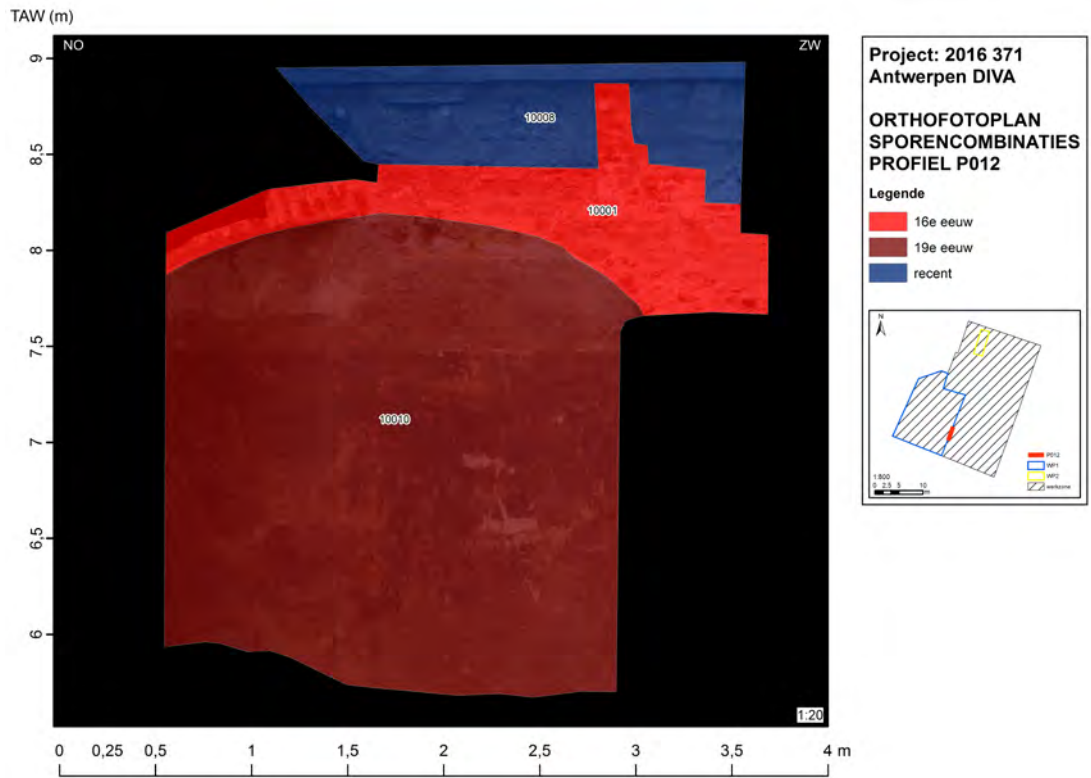 TAW (m)
NO
ZW
9
8,5
8
7,5
7
6,5
6
10008
10001
10010
1:20
0 0,25 0,5 1 1,5 2 2,5 3 3,5 4 m
Project: 2016 371
Antwerpen DIVA
ORTHOFOTOPLAN
SPORENCOMBINATIES
PROFIEL P012
Legende
16e eeuw
19e eeuw
recent
N
P012
WP1
WP2
werkzone
1:800
0 2,5 5 10
m